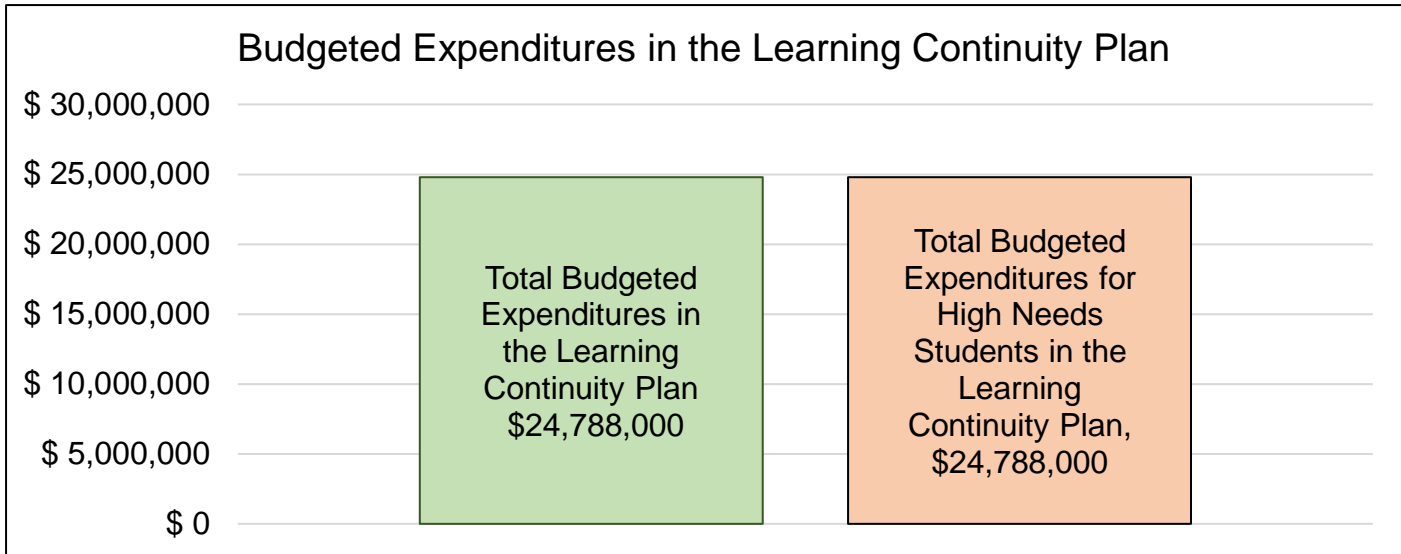 Budgeted Expenditures in the Learning Continuity Plan
$ 30,000,000
$ 25,000,000
$ 20,000,000
$ 15,000,000
$ 10,000,000
$ 5,000,000
$ 0
Total Budgeted
Expenditures in
the Learning
Continuity Plan
$24,788,000
Total Budgeted
Expenditures for
High Needs
Students in the
Learning
Continuity Plan,
$24,788,000